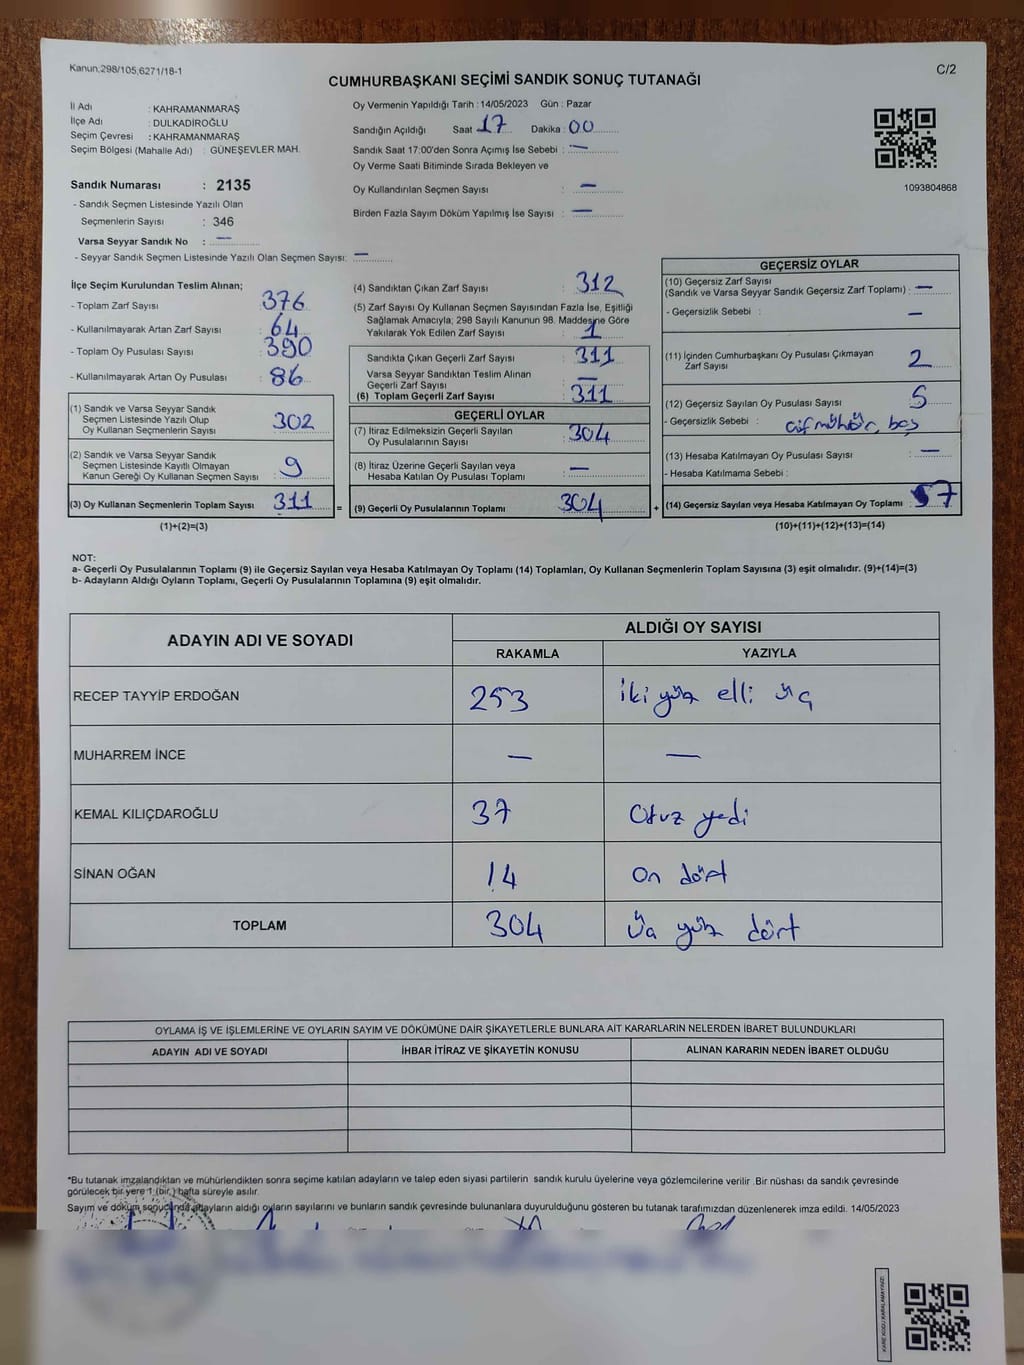 Kanun;298/105;6271/18-1
C/2
CUMHURBAŞKANI SEÇİMİ SANDIK SONUÇ TUTANAĞI
İl Adı : KAHRAMANMARAŞ
İlçe Adı : DULKADİROĞLU
Seçim Çevresi : KAHRAMANMARAŞ
Seçim Bölgesi (Mahalle Adı) : GÜNEŞEVLER MAH.
Sandık Numarası : 2135
- Sandık Seçmen Listesinde Yazılı Olan
Seçmenlerin Sayısı : 346
Varsa Seyyar Sandık No : —
- Seyyar Sandık Seçmen Listesinde Yazılı Olan Seçmen Sayısı: —
Oy Vermenin Yapıldığı Tarih : 14/05/2023 Gün : Pazar
Sandığın Açıldığı Saat 17 Dakika : 00
Sandık Saat 17:00'den Sonra Açımış İse Sebebi : —
Oy Verme Saati Bitiminde Sırada Bekleyen ve
Oy Kullandırılan Seçmen Sayısı : —
Birden Fazla Sayım Döküm Yapılmış İse Sayısı : —
1093804868
İlçe Seçim Kurulundan Teslim Alınan;
- Toplam Zarf Sayısı : 376
- Kullanılmayarak Artan Zarf Sayısı : 64
- Toplam Oy Pusulası Sayısı : 390
- Kullanılmayarak Artan Oy Pusulası : 86
(1) Sandık ve Varsa Seyyar Sandık
Seçmen Listesinde Yazılı Olup
Oy Kullanan Seçmenlerin Sayısı : 302
(2) Sandık ve Varsa Seyyar Sandık
Seçmen Listesinde Kayıtlı Olmayan
Kanun Gereği Oy Kullanan Seçmen Sayısı : 9
(3) Oy Kullanan Seçmenlerin Toplam Sayısı : 311 =
(1)+(2)=(3)
(4) Sandıktan Çıkan Zarf Sayısı : 312
(5) Zarf Sayısı Oy Kullanan Seçmen Sayısından Fazla İse, Eşitliği
Sağlamak Amacıyla; 298 Sayılı Kanunun 98. Maddesine Göre
Yakılarak Yok Edilen Zarf Sayısı : 1
Sandıkta Çıkan Geçerli Zarf Sayısı : 311
Varsa Seyyar Sandıktan Teslim Alınan
Geçerli Zarf Sayısı : —
(6) Toplam Geçerli Zarf Sayısı : 311
GEÇERLİ OYLAR
(7) İtiraz Edilmeksizin Geçerli Sayılan
Oy Pusulalarının Sayısı : 304
(8) İtiraz Üzerine Geçerli Sayılan veya
Hesaba Katılan Oy Pusulası Toplamı : —
(9) Geçerli Oy Pusulalarının Toplamı : 304 +
GEÇERSİZ OYLAR
(10) Geçersiz Zarf Sayısı
(Sandık ve Varsa Seyyar Sandık Geçersiz Zarf Toplamı) : —
- Geçersizlik Sebebi : —
(11) İçinden Cumhurbaşkanı Oy Pusulası Çıkmayan
Zarf Sayısı : 2
(12) Geçersiz Sayılan Oy Pusulası Sayısı : 5
- Geçersizlik Sebebi : çift mühür, boş
(13) Hesaba Katılmayan Oy Pusulası Sayısı : —
- Hesaba Katılmama Sebebi :
(14) Geçersiz Sayılan veya Hesaba Katılmayan Oy Toplamı : 7
(10)+(11)+(12)+(13)=(14)
NOT:
a- Geçerli Oy Pusulalarının Toplamı (9) ile Geçersiz Sayılan veya Hesaba Katılmayan Oy Toplamı (14) Toplamları, Oy Kullanan Seçmenlerin Toplam Sayısına (3) eşit olmalıdır. (9)+(14)=(3)
b- Adayların Aldığı Oyların Toplamı, Geçerli Oy Pusulalarının Toplamına (9) eşit olmalıdır.
ADAYIN ADI VE SOYADI
ALDIĞI OY SAYISI
RAKAMLA YAZIYLA
RECEP TAYYİP ERDOĞAN 253 iki yüz elli üç
MUHARREM İNCE — —
KEMAL KILIÇDAROĞLU 37 Otuz yedi
SİNAN OĞAN 14 On dört
TOPLAM 304 üç yüz dört
OYLAMA İŞ VE İŞLEMLERİNE VE OYLARIN SAYIM VE DÖKÜMÜNE DAİR ŞİKAYETLERLE BUNLARA AİT KARARLARIN NELERDEN İBARET BULUNDUKLARI
ADAYIN ADI VE SOYADI İHBAR İTİRAZ VE ŞİKAYETİN KONUSU ALINAN KARARIN NEDEN İBARET OLDUĞU
*Bu tutanak imzalandıktan ve mühürlendikten sonra seçime katılan adayların ve talep eden siyasi partilerin sandık kurulu üyelerine veya gözlemcilerine verilir .Bir nüshası da sandık çevresinde
görülecek bir yere 1 (bir ) hafta süreyle asılır.
Sayım ve döküm sonucunda adayların aldığı oyların sayılarını ve bunların sandık çevresinde bulunanlara duyurulduğunu gösteren bu tutanak tarafımızdan düzenlenerek imza edildi. 14/05/2023
KARE KODU KARALAMAYINIZ!